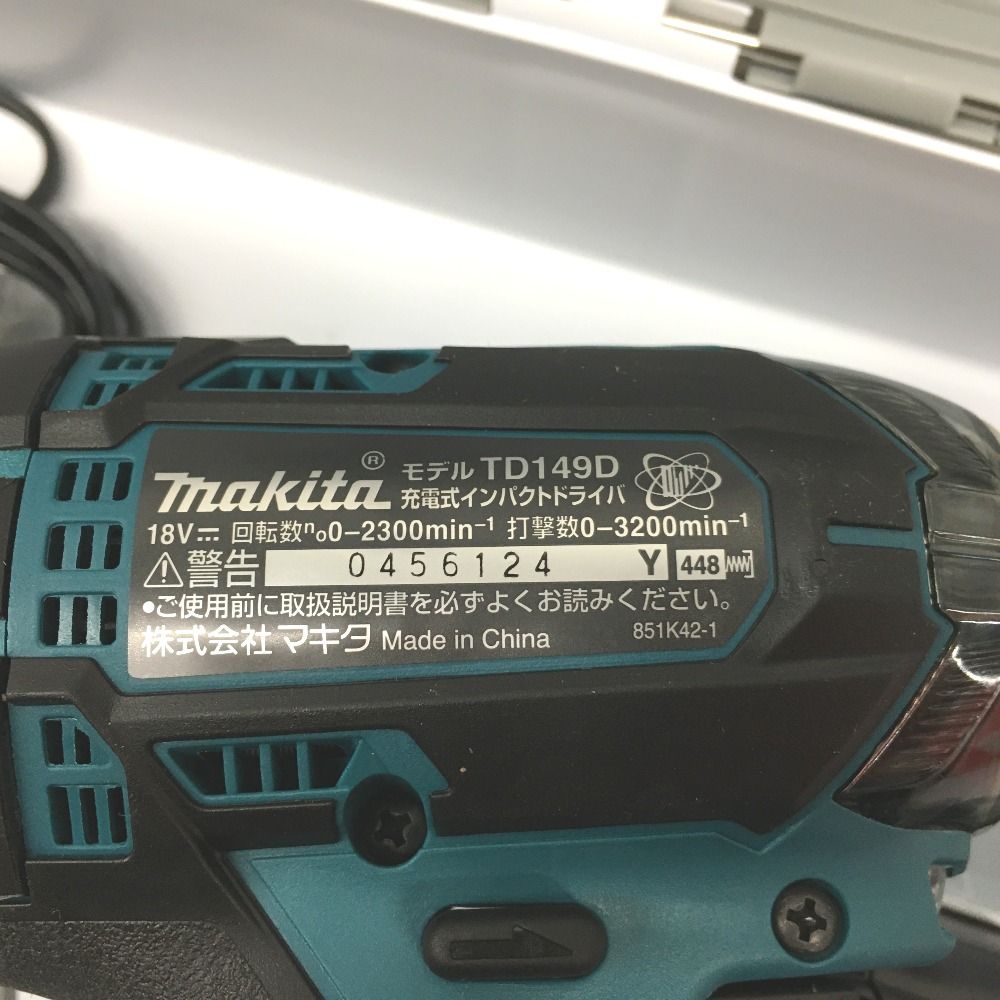 makita® モデル TD149D
充電式インパクトドライバ
18V⎓ 回転数n₀0-2300min⁻¹ 打撃数0-3200min⁻¹
⚠警告 0456124 Y 448
●ご使用前に取扱説明書を必ずよくお読みください。
株式会社 マキタ Made in China 851K42-1